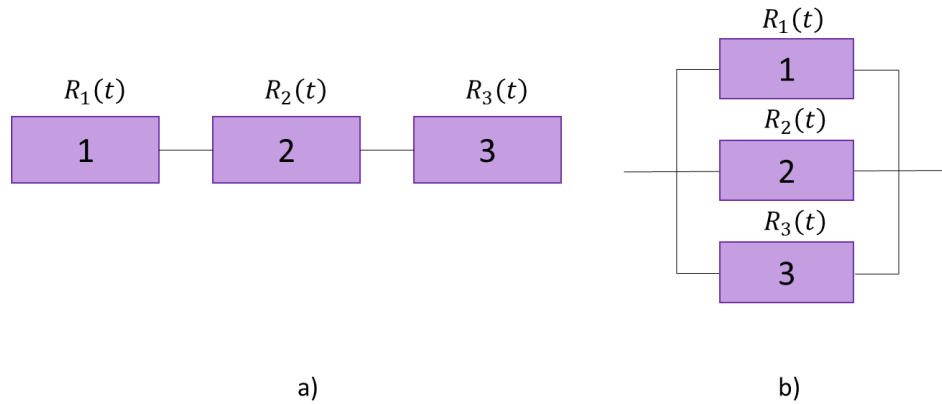 R₁(t) R₂(t) R₃(t)
1 2 3
a)
R₁(t)
1
R₂(t)
2
R₃(t)
3
b)